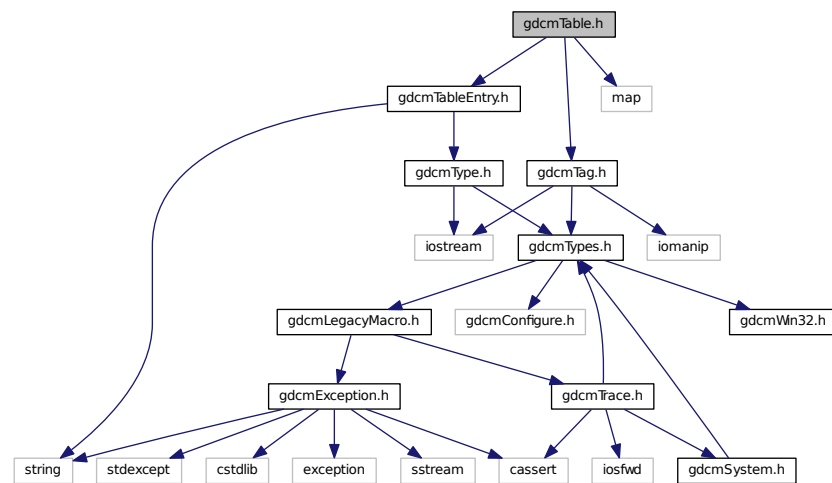 gdcmTable.h
gdcmTableEntry.h
map
gdcmType.h
gdcmTag.h
iostream
gdcmTypes.h
iomanip
gdcmLegacyMacro.h
gdcmConfigure.h
gdcmWin32.h
gdcmException.h
gdcmTrace.h
string
stdexcept
cstdlib
exception
sstream
cassert
iosfwd
gdcmSystem.h